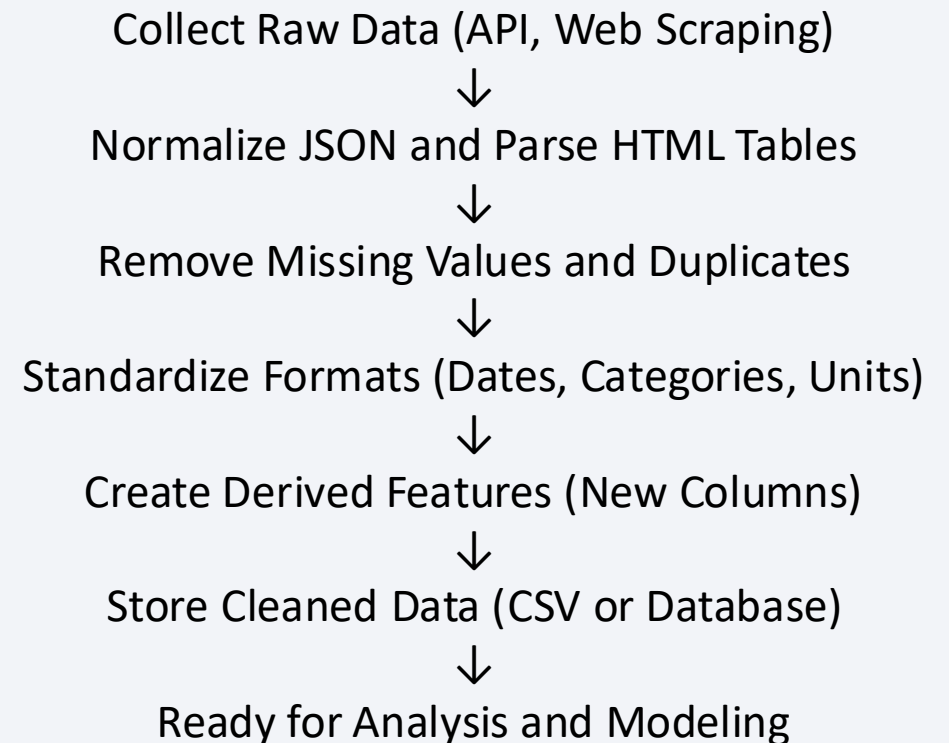 Collect Raw Data (API, Web Scraping)
↓
Normalize JSON and Parse HTML Tables
↓
Remove Missing Values and Duplicates
↓
Standardize Formats (Dates, Categories, Units)
↓
Create Derived Features (New Columns)
↓
Store Cleaned Data (CSV or Database)
↓
Ready for Analysis and Modeling